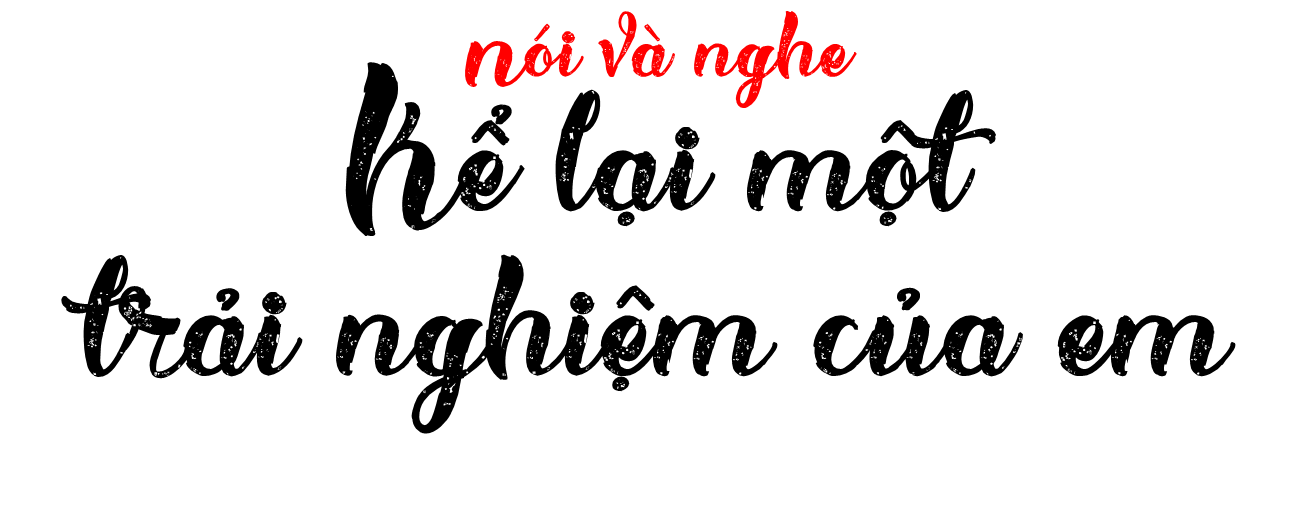 nói và nghe
Kể lại một
trải nghiệm của em